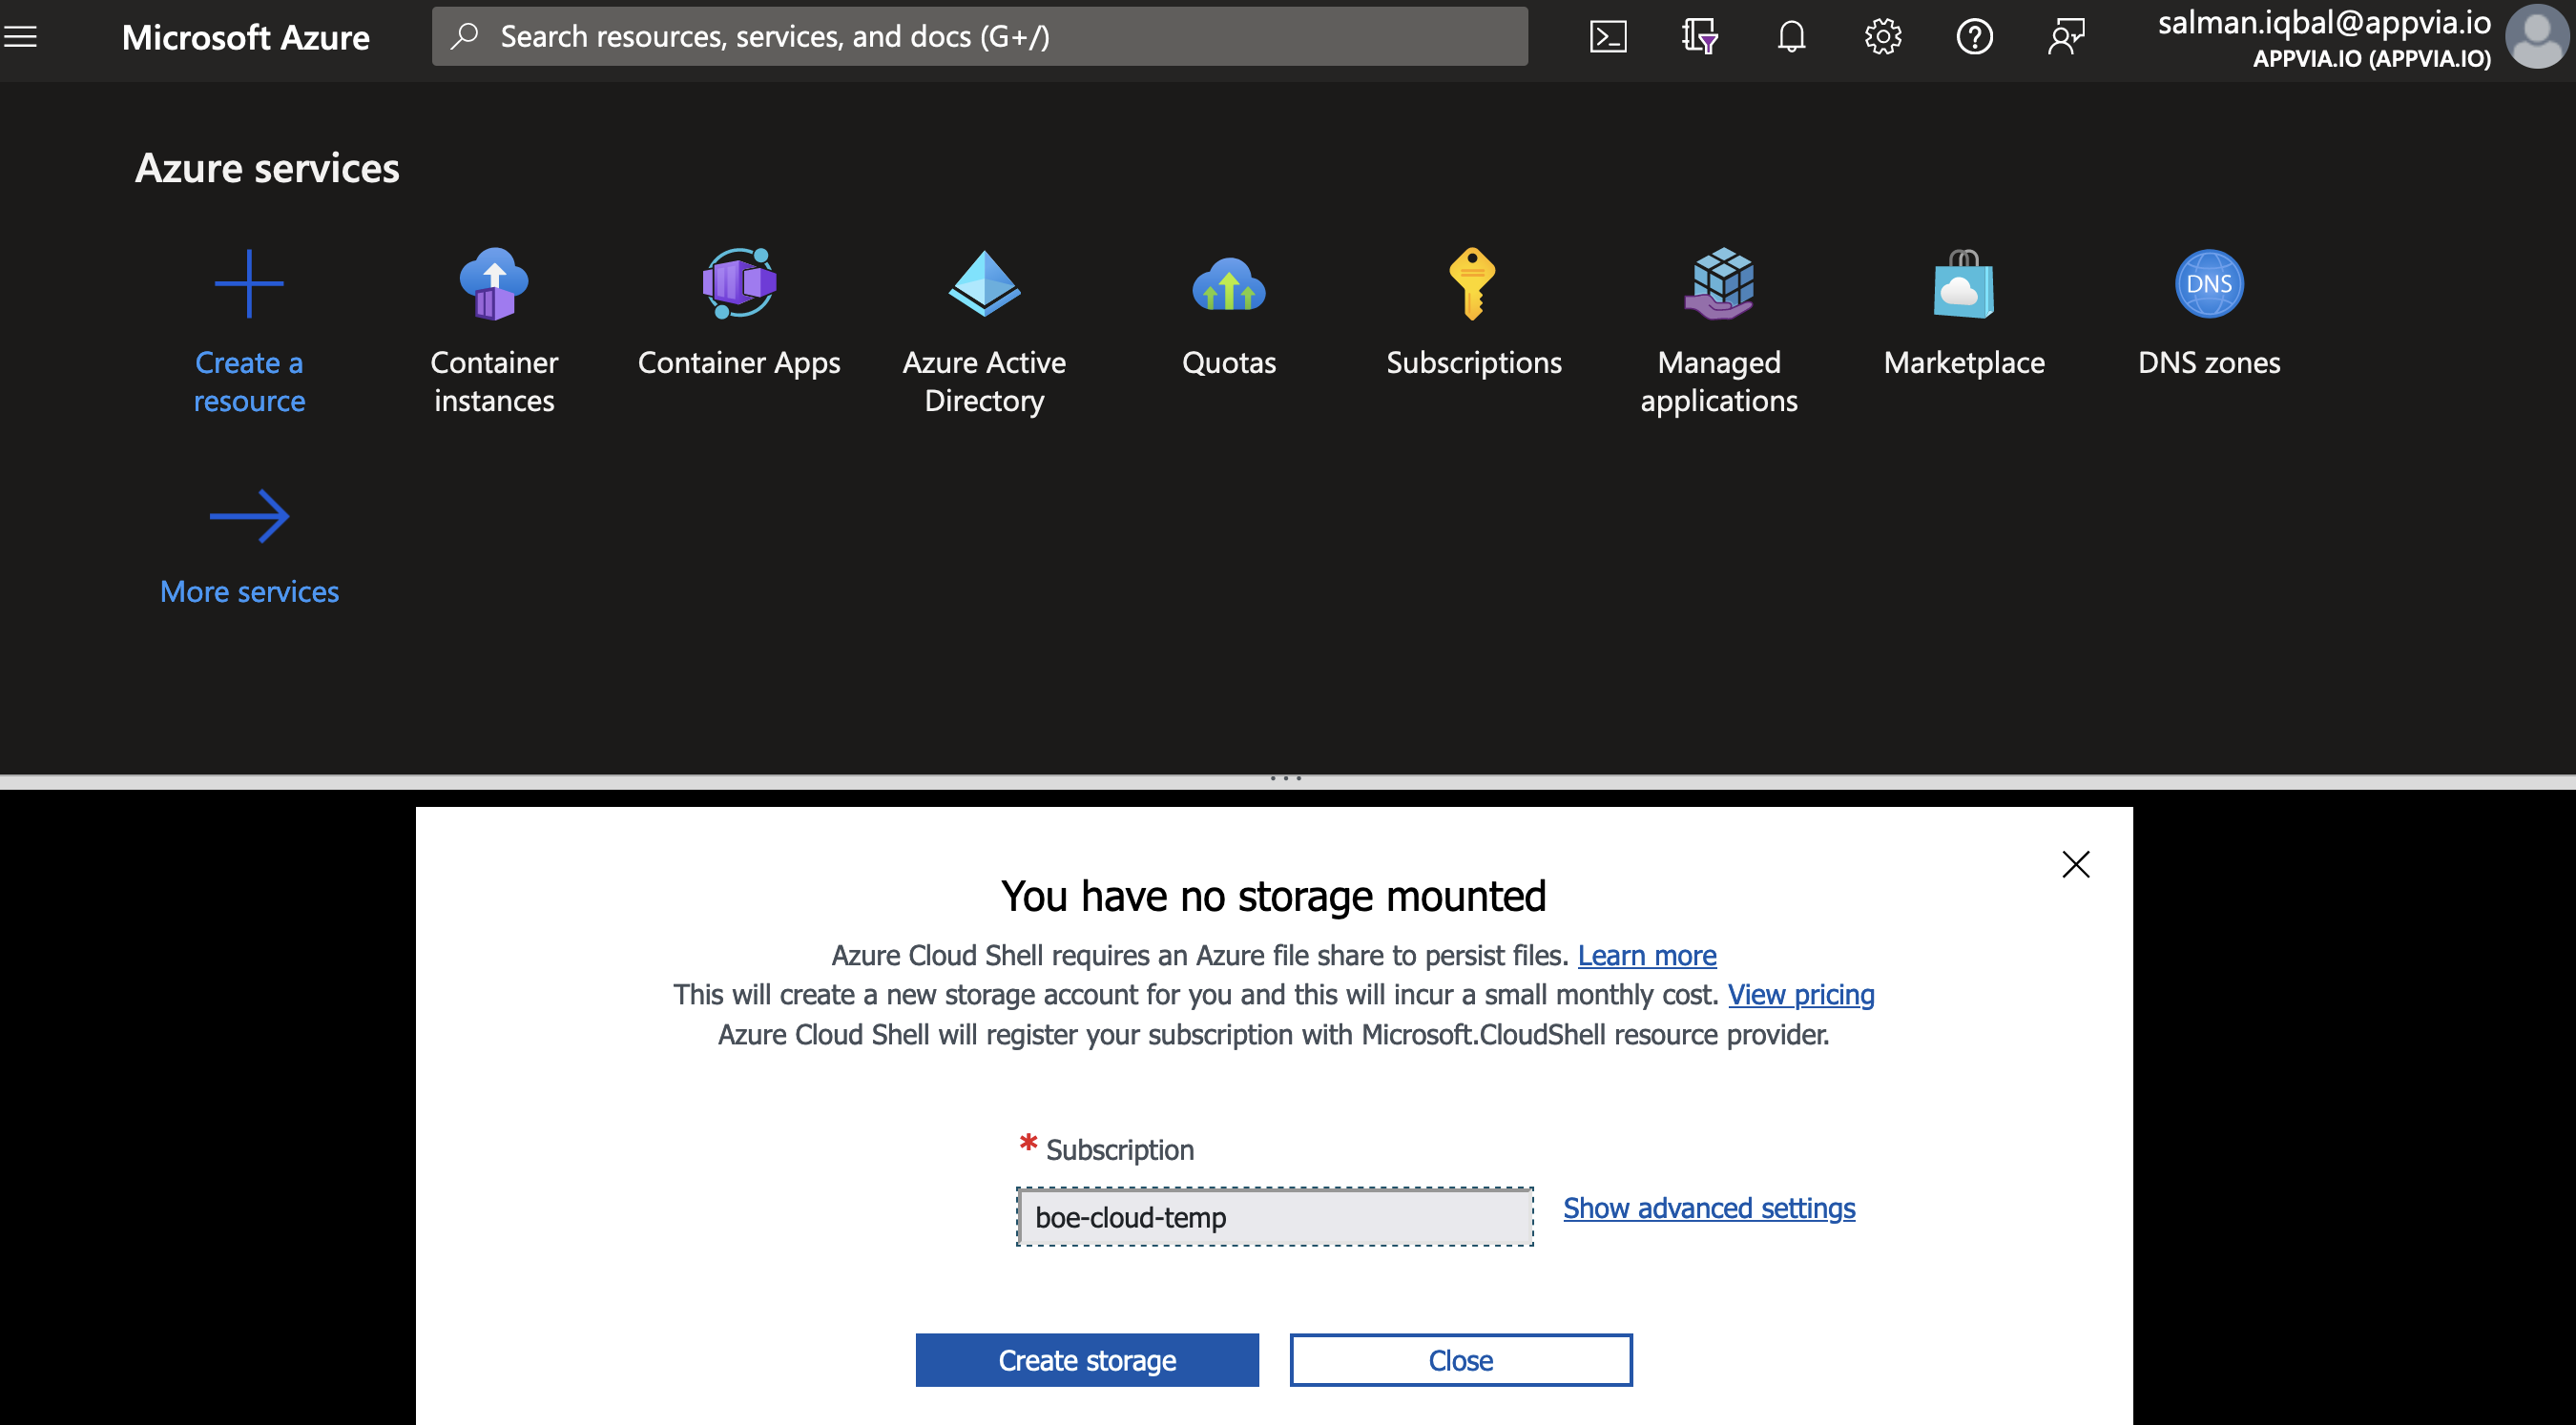 Microsoft Azure
Search resources, services, and docs (G+/)
salman.iqbal@appvia.io
APPVIA.IO (APPVIA.IO)
Azure services
Create a
resource
Container
instances
Container Apps
Azure Active
Directory
Quotas
Subscriptions
Managed
applications
Marketplace
DNS
DNS zones
More services
You have no storage mounted
Azure Cloud Shell requires an Azure file share to persist files. Learn more
This will create a new storage account for you and this will incur a small monthly cost. View pricing
Azure Cloud Shell will register your subscription with Microsoft.CloudShell resource provider.
* Subscription
boe-cloud-temp
Show advanced settings
Create storage
Close